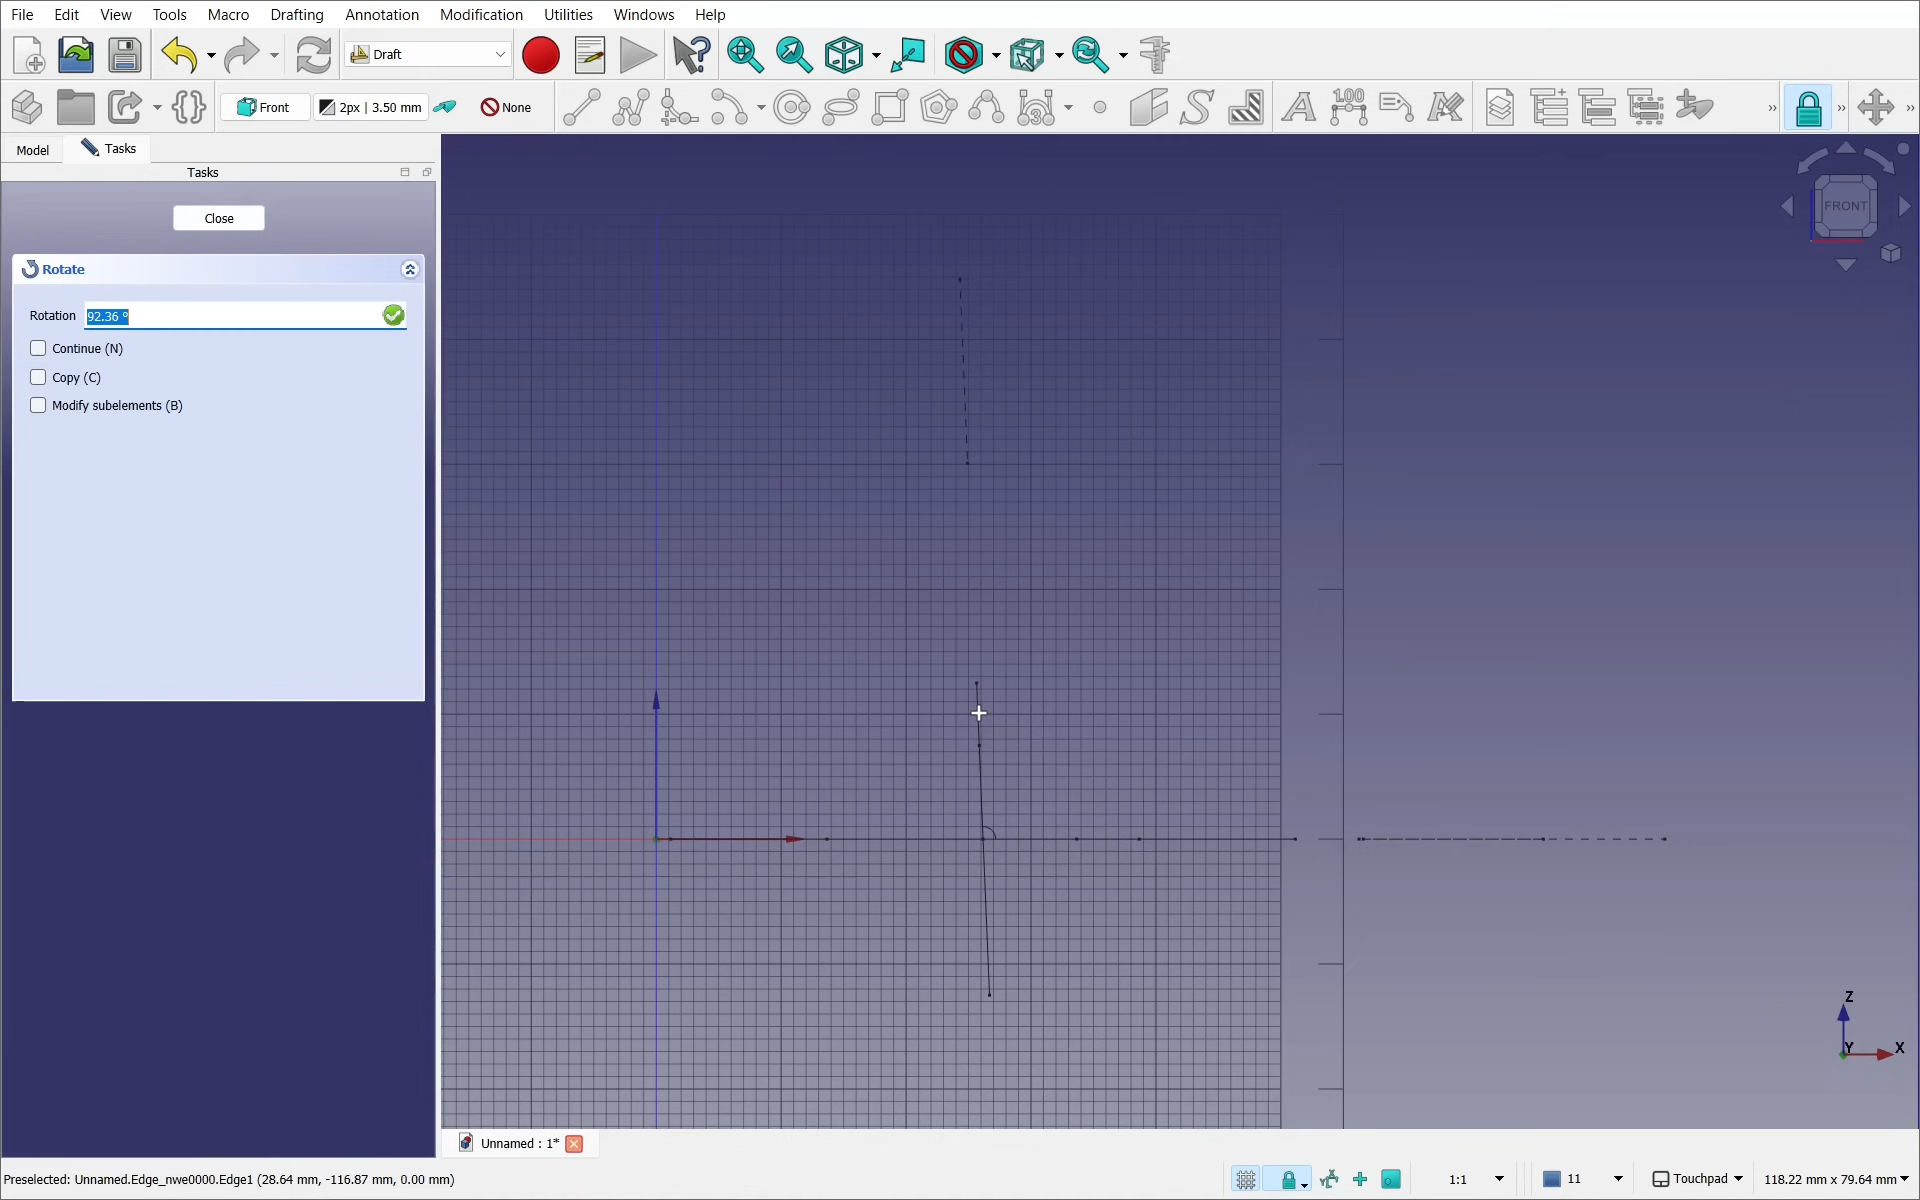 File Edit View Tools Macro Drafting Annotation Modification Utilities Windows Help
Draft
Front 2px | 3.50 mm None 3 100
Model Tasks
Tasks
Close
Rotate
Rotation 92.36 °
Continue (N)
Copy (C)
Modify subelements (B)
FRONT
Z
Y X
Unnamed : 1*
Preselected: Unnamed.Edge_nwe0000.Edge1 (28.64 mm, -116.87 mm, 0.00 mm) 1:1 11 Touchpad 118.22 mm x 79.64 mm